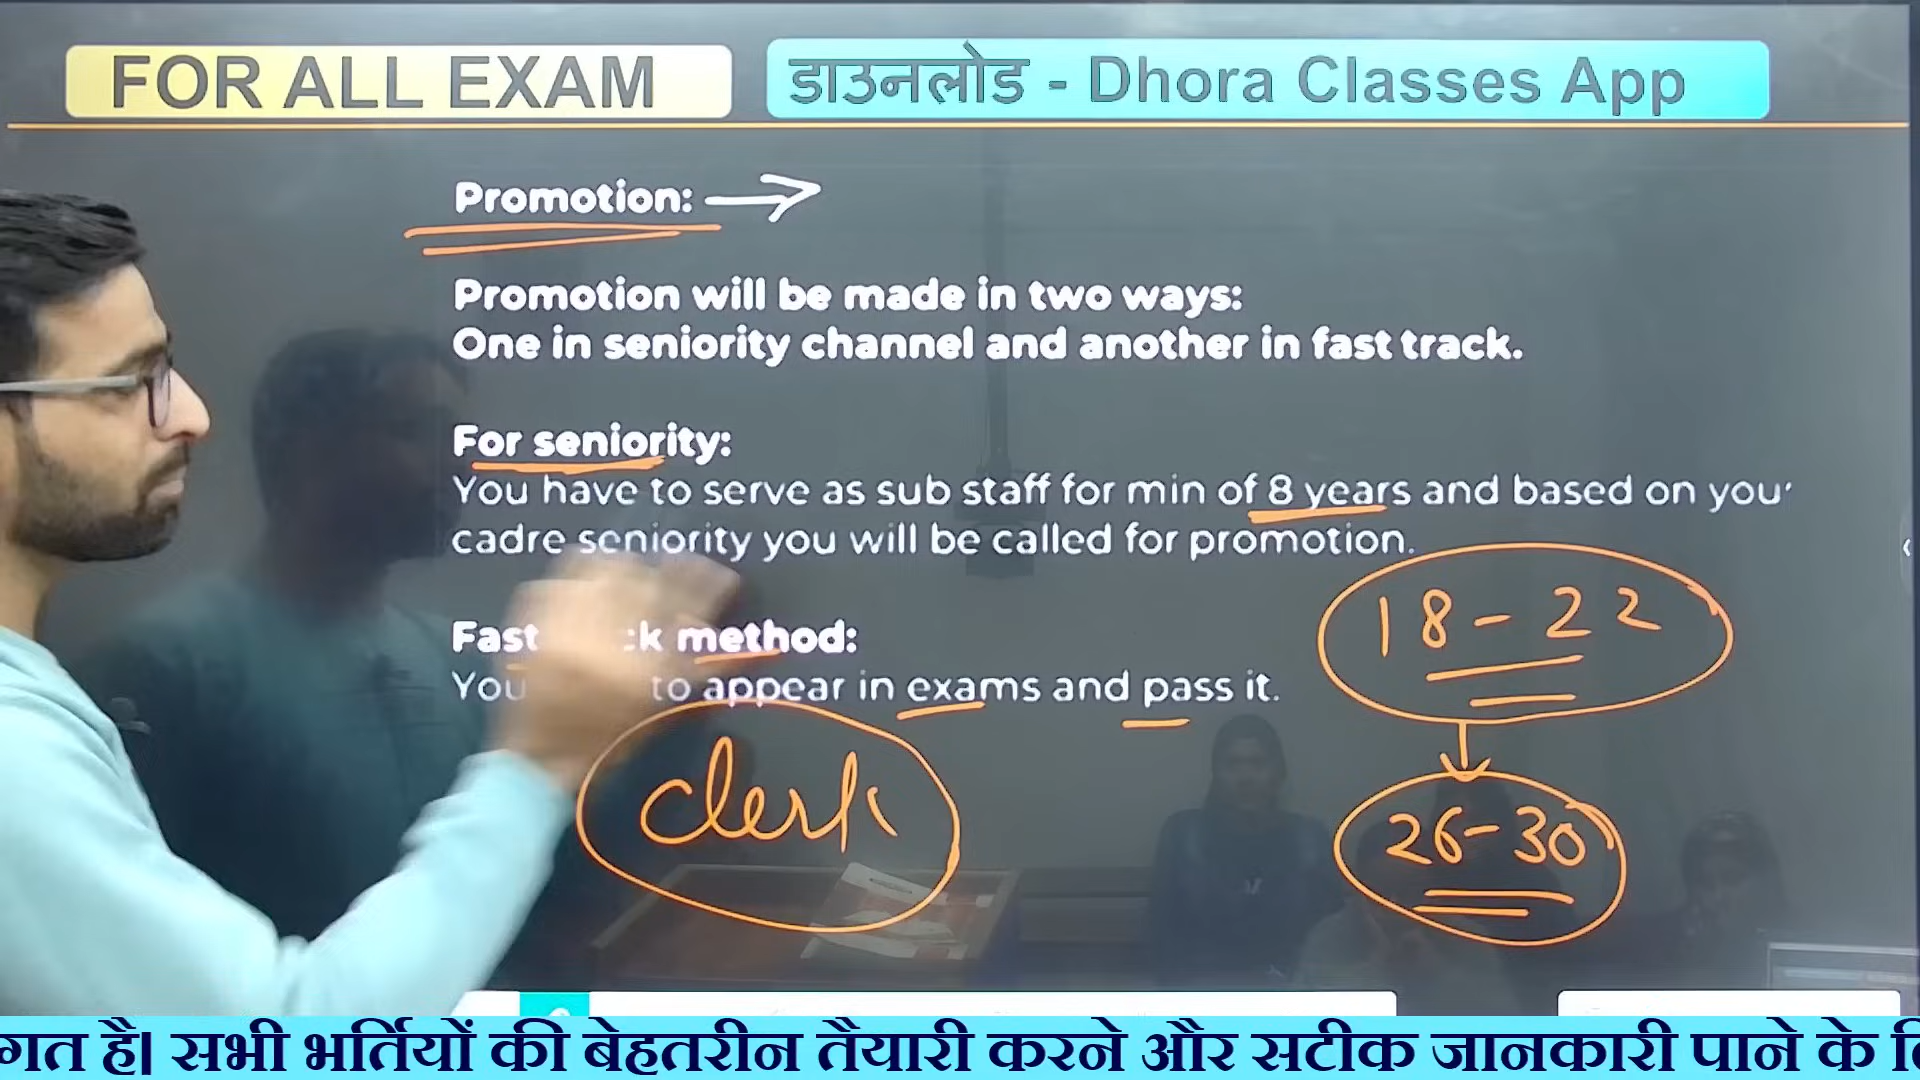 FOR ALL EXAM
डाउनलोड - Dhora Classes App
Promotion:
Promotion will be made in two ways:
One in seniority channel and another in fast track.
For seniority:
You have to serve as sub staff for min of 8 years and based on you
cadre seniority you will be called for promotion.
18-22
Fast method:
You to appear in exams and pass it.
clerk
26-30
है। सभी भर्तियों की बेहतरीन तैयारी करने और सटीक जानकारी पाने के